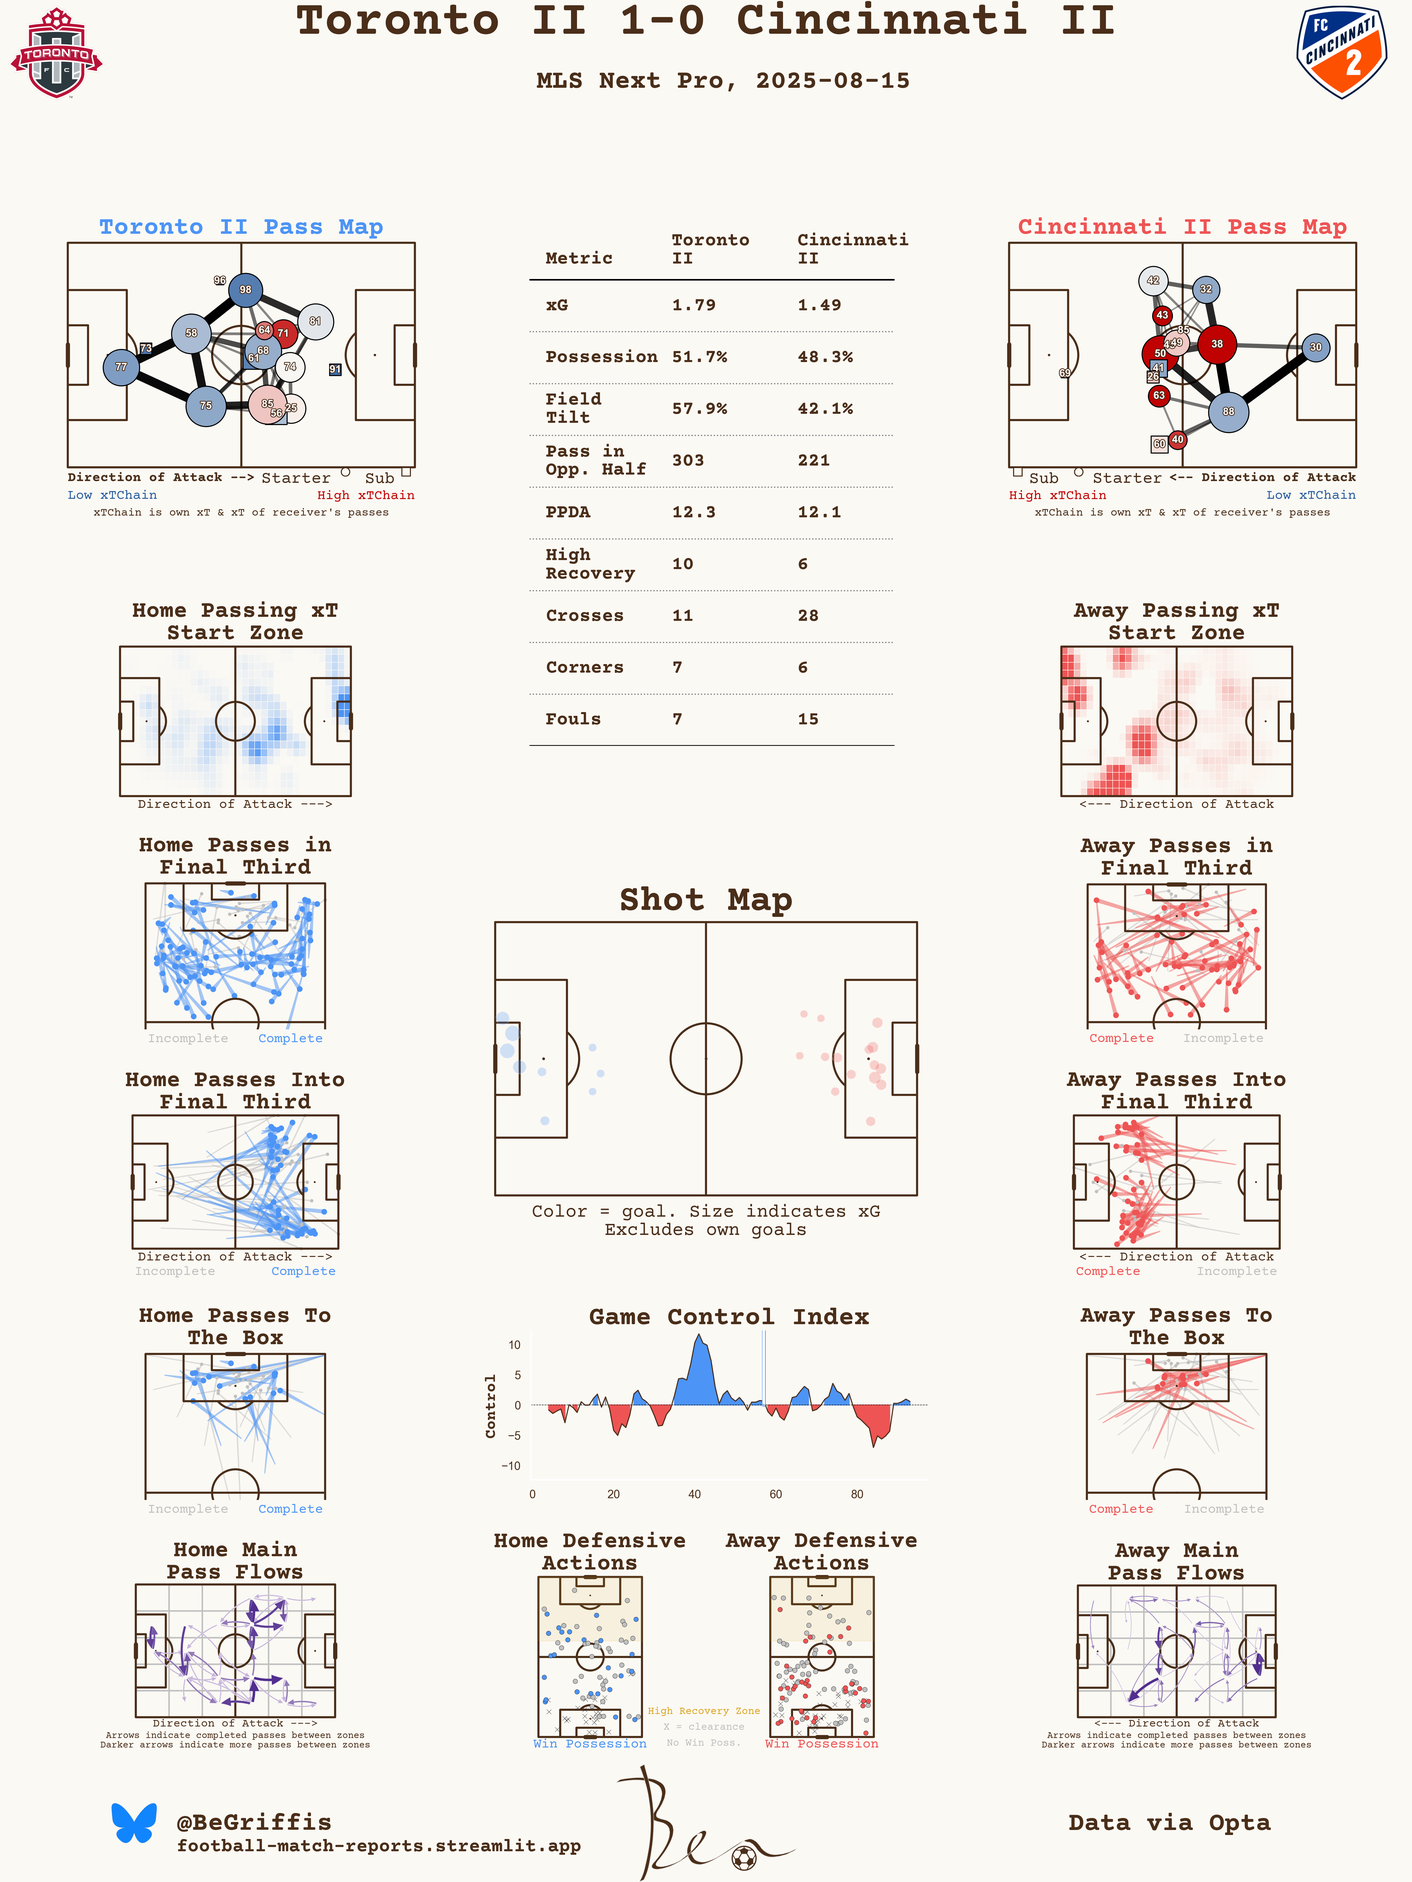 Toronto II 1-0 Cincinnati II
MLS Next Pro, 2025-08-15
TORONTO
F C
FC
CINCINNATI
2
Toronto II Pass Map
96
98
81
58
64
71
68
61
74
73
77
91
75
85
56
25
Direction of Attack --> Starter Sub
Low xTChain High xTChain
xTChain is own xT & xT of receiver's passes
Metric Toronto II Cincinnati II
xG 1.79 1.49
Possession 51.7% 48.3%
Field Tilt 57.9% 42.1%
Pass in Opp. Half 303 221
PPDA 12.3 12.1
High Recovery 10 6
Crosses 11 28
Corners 7 6
Fouls 7 15
Cincinnati II Pass Map
42
32
43
85
49
38
30
50
41
26
69
63
88
60
40
Sub Starter <-- Direction of Attack
High xTChain Low xTChain
xTChain is own xT & xT of receiver's passes
Home Passing xT
Start Zone
Direction of Attack --->
Away Passing xT
Start Zone
<--- Direction of Attack
Home Passes in
Final Third
Incomplete Complete
Away Passes in
Final Third
Complete Incomplete
Shot Map
Color = goal. Size indicates xG
Excludes own goals
Home Passes Into
Final Third
Direction of Attack --->
Incomplete Complete
Away Passes Into
Final Third
<--- Direction of Attack
Complete Incomplete
Home Passes To
The Box
Incomplete Complete
Game Control Index
Control
10
5
0
−5
−10
0 20 40 60 80
Away Passes To
The Box
Complete Incomplete
Home Main
Pass Flows
Direction of Attack --->
Arrows indicate completed passes between zones
Darker arrows indicate more passes between zones
Home Defensive
Actions
Win Possession
Away Defensive
Actions
Win Possession
High Recovery Zone
X = clearance
No Win Poss.
Away Main
Pass Flows
<--- Direction of Attack
Arrows indicate completed passes between zones
Darker arrows indicate more passes between zones
@BeGriffis
football-match-reports.streamlit.app
Ben
Data via Opta